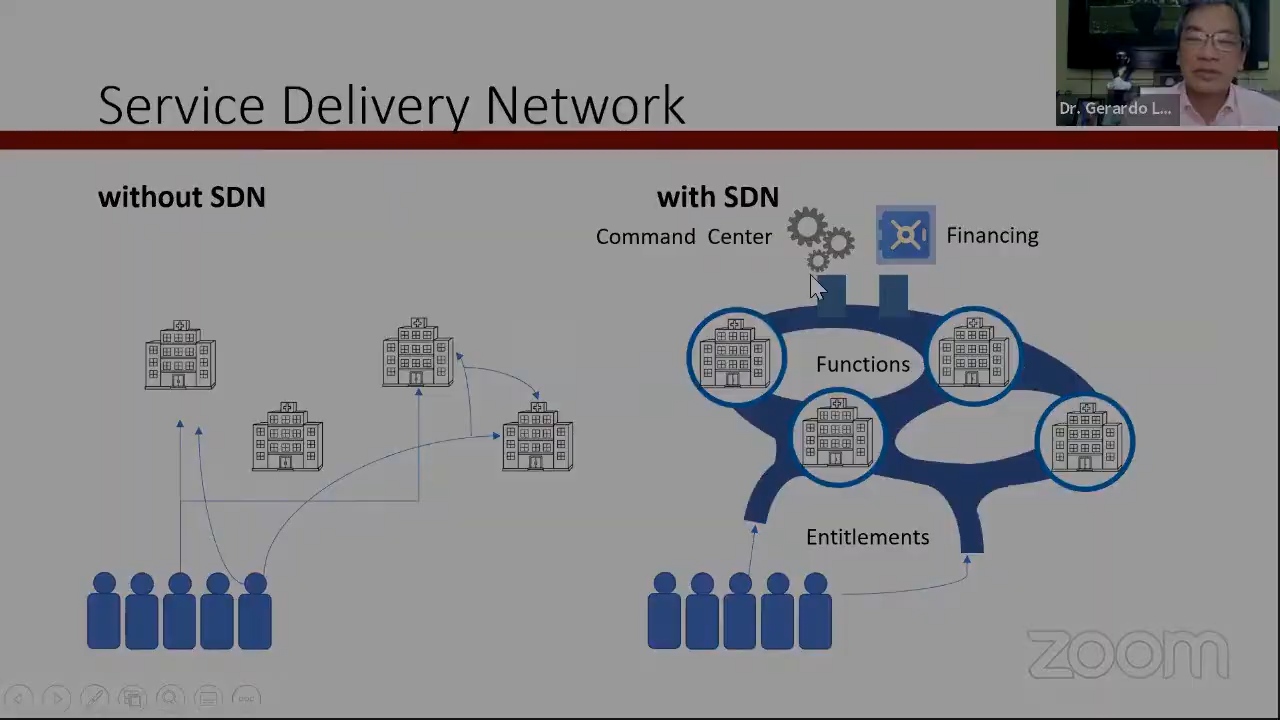 Service Delivery Network
Dr. Gerardo L...
without SDN
with SDN
Command Center
Financing
Functions
Entitlements
zoom